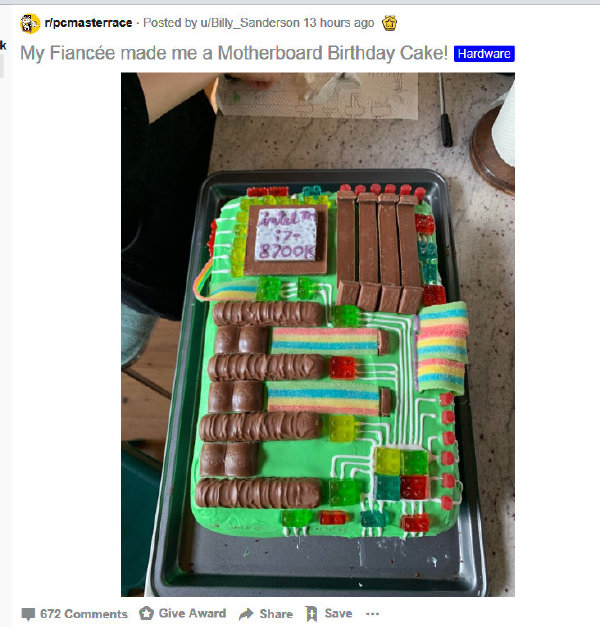 r/pcmasterrace · Posted by u/Billy_Sanderson 13 hours ago
k
My Fiancée made me a Motherboard Birthday Cake! Hardware
intel™
i7-
8700K
672 Comments Give Award Share Save ···